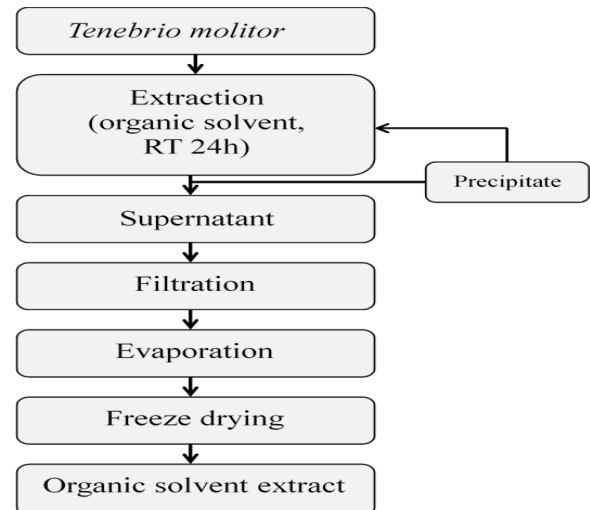 Tenebrio molitor
Extraction
(organic solvent,
RT 24h)
Precipitate
Supernatant
Filtration
Evaporation
Freeze drying
Organic solvent extract